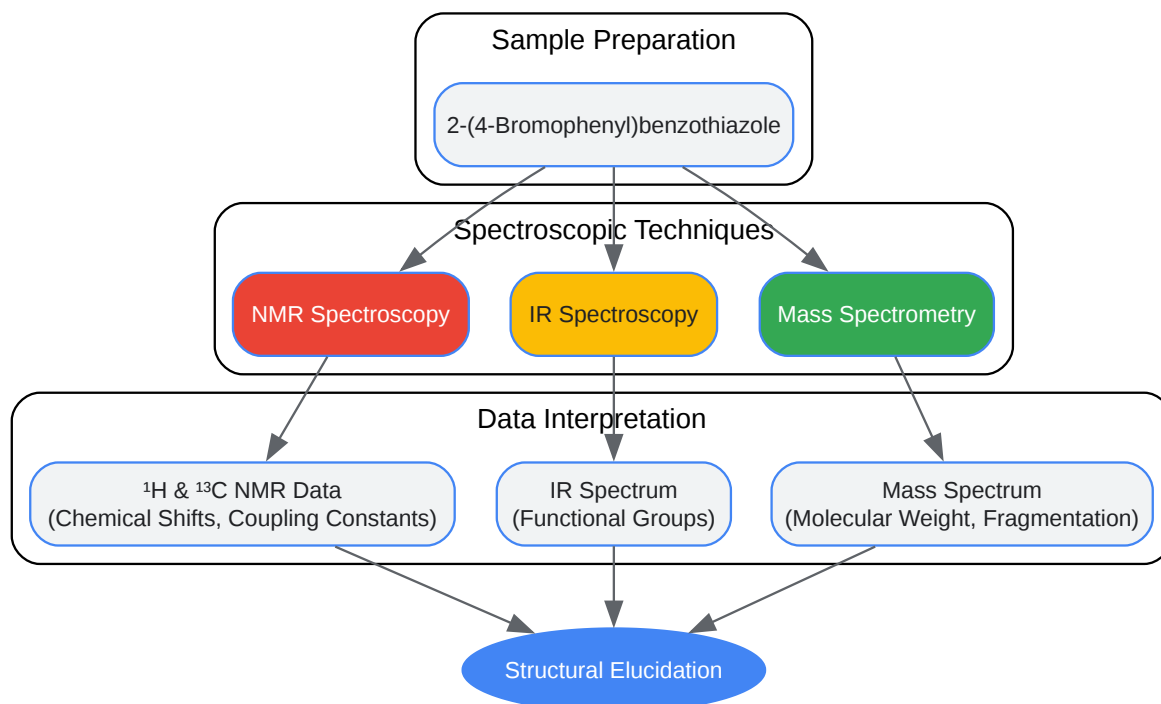 Sample Preparation
2-(4-Bromophenyl)benzothiazole
Spectroscopic Techniques
NMR Spectroscopy
IR Spectroscopy
Mass Spectrometry
Data Interpretation
¹H & ¹³C NMR Data
(Chemical Shifts, Coupling Constants)
IR Spectrum
(Functional Groups)
Mass Spectrum
(Molecular Weight, Fragmentation)
Structural Elucidation